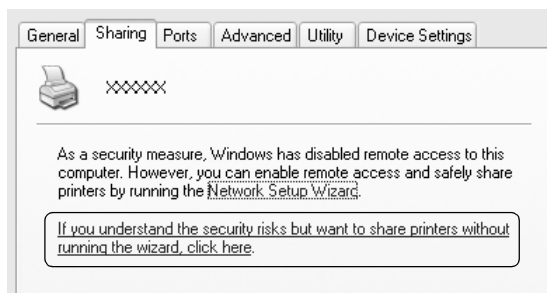 General Sharing Ports Advanced Utility Device Settings
xxxxxx
As a security measure, Windows has disabled remote access to this
computer. However, you can enable remote access and safely share
printers by running the Network Setup Wizard.
If you understand the security risks but want to share printers without
running the wizard, click here.